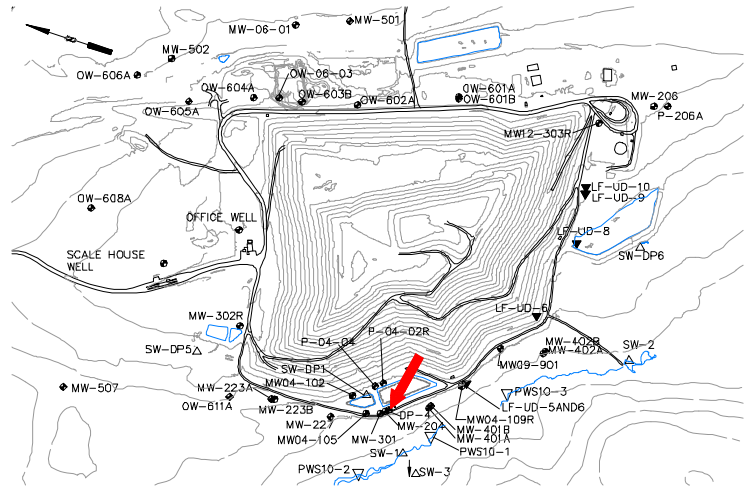 MW-06-01
MW-501
MW-502
OW-606A
OW-604A
OW-06-03
OW-603B
OW-605A
OW-602A
OW-601A
OW-601B
MW-206
P-206A
MW12-303R
OW-608A
LF-UD-10
LF-UD-9
OFFICE WELL
LF-UD-8
SW-DP6
SCALE HOUSE
WELL
MW-302R
LF-UD-6
P-04-04
P-04-02R
SW-DP5
SW-DP1
MW-402B
MW-402A
SW-2
MW09-901
MW04-102
MW-507
MW-223A
PWS10-3
OW-611A
MW-223B
LF-UD-5AND6
MW-227
DP-4
MW04-109R
MW-204
MW-401B
MW04-105
MW-301
MW-401A
SW-1
PWS10-1
PWS10-2
SW-3